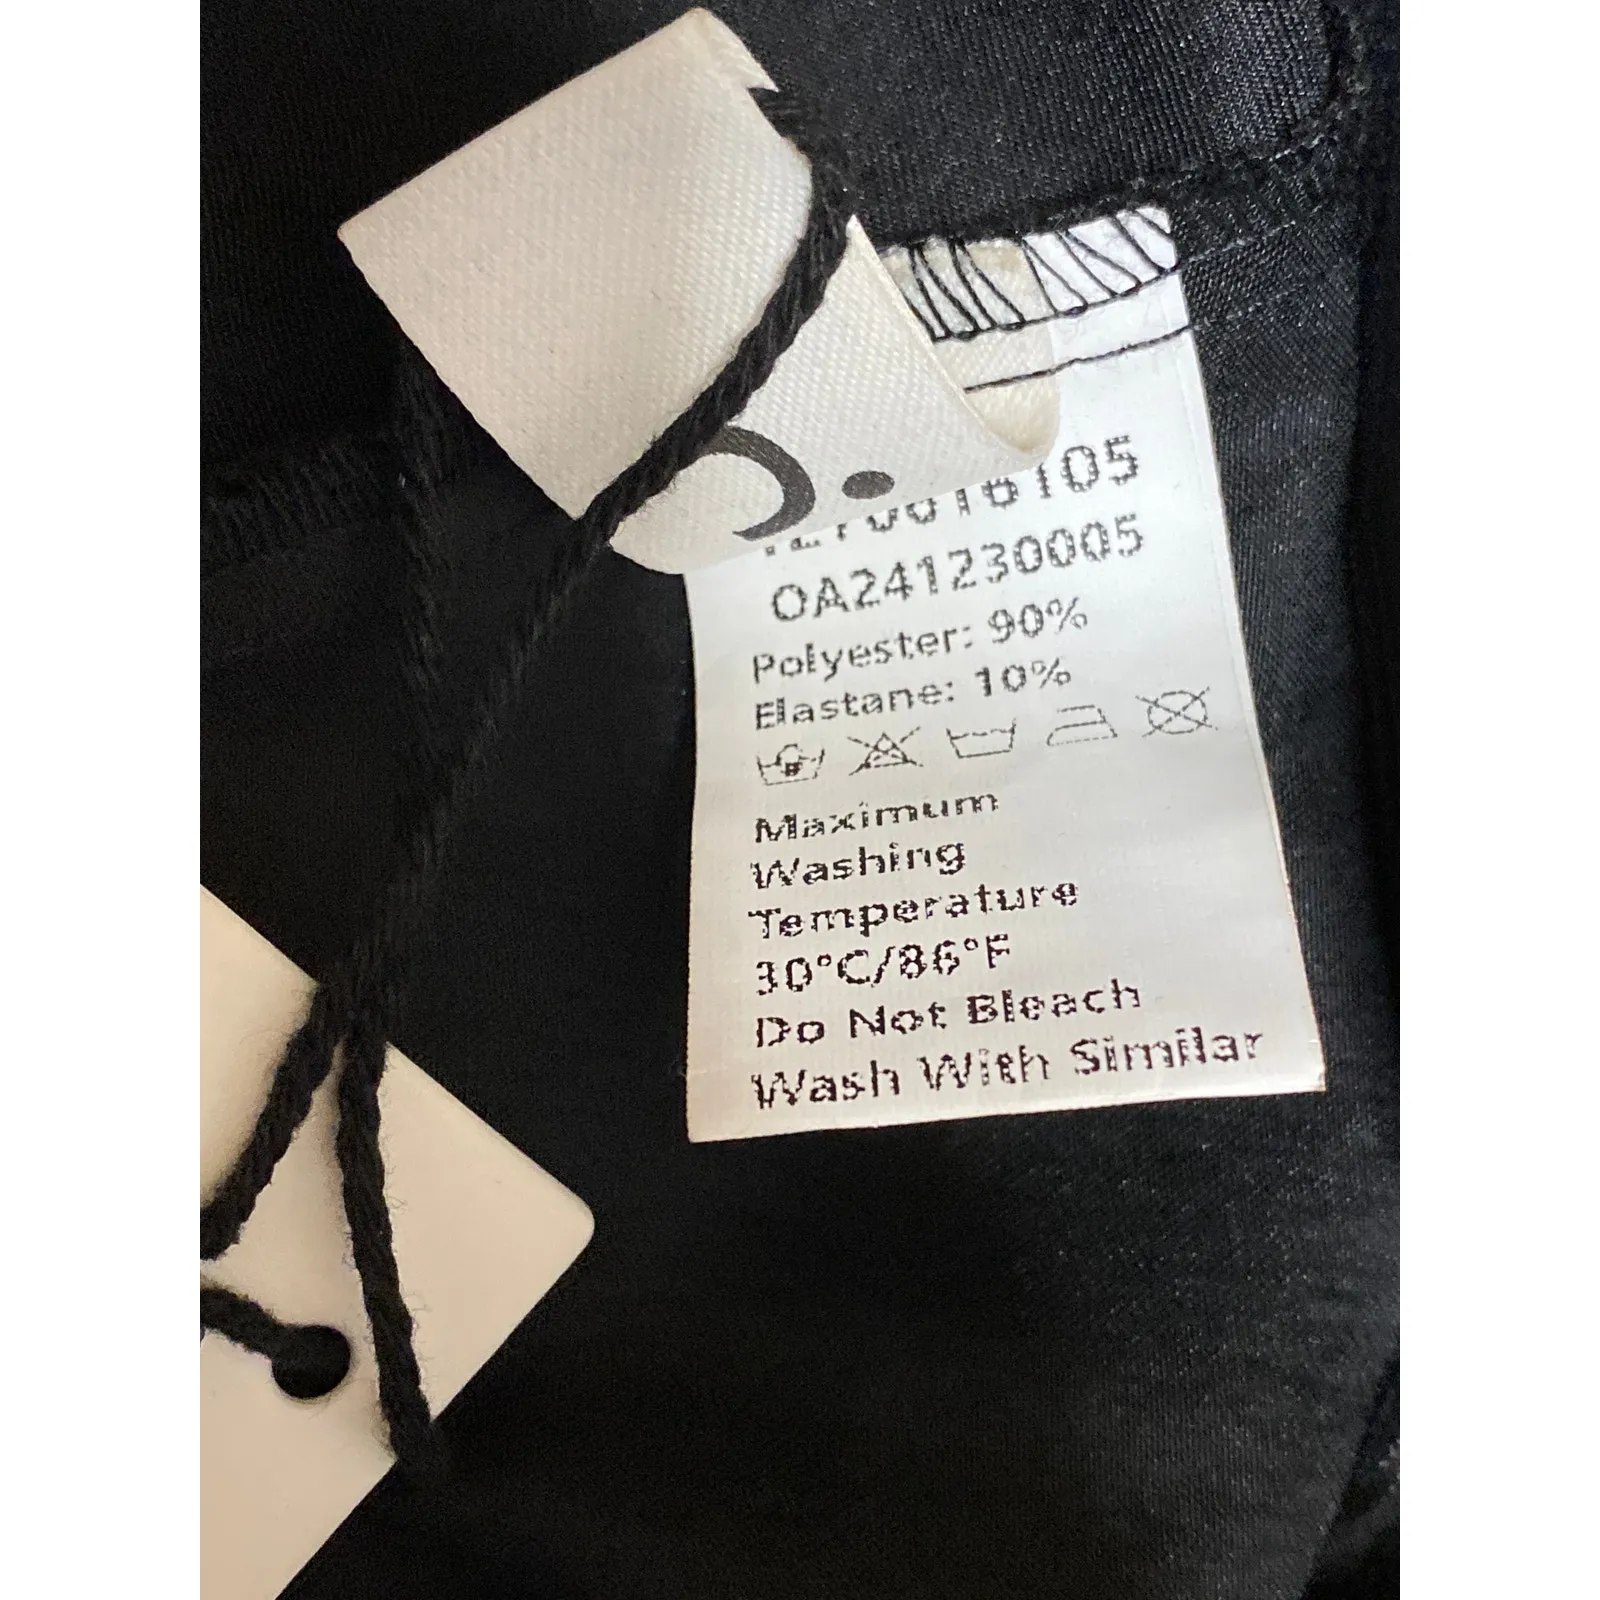 OA241230005
Polyester: 90%
Elastane: 10%
Maximum
Washing
Temperature
30°C/86°F
Do Not Bleach
Wash With Similar